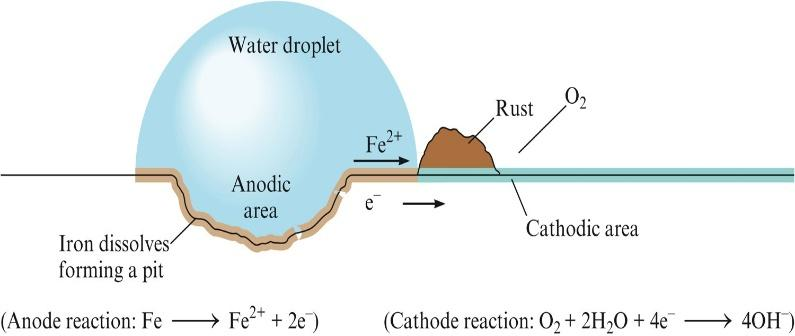 Water droplet
Rust
O₂
Fe²⁺
Anodic
area
e⁻
Cathodic area
Iron dissolves
forming a pit
(Anode reaction: Fe ⟶ Fe²⁺ + 2e⁻)
(Cathode reaction: O₂ + 2H₂O + 4e⁻ ⟶ 4OH⁻)